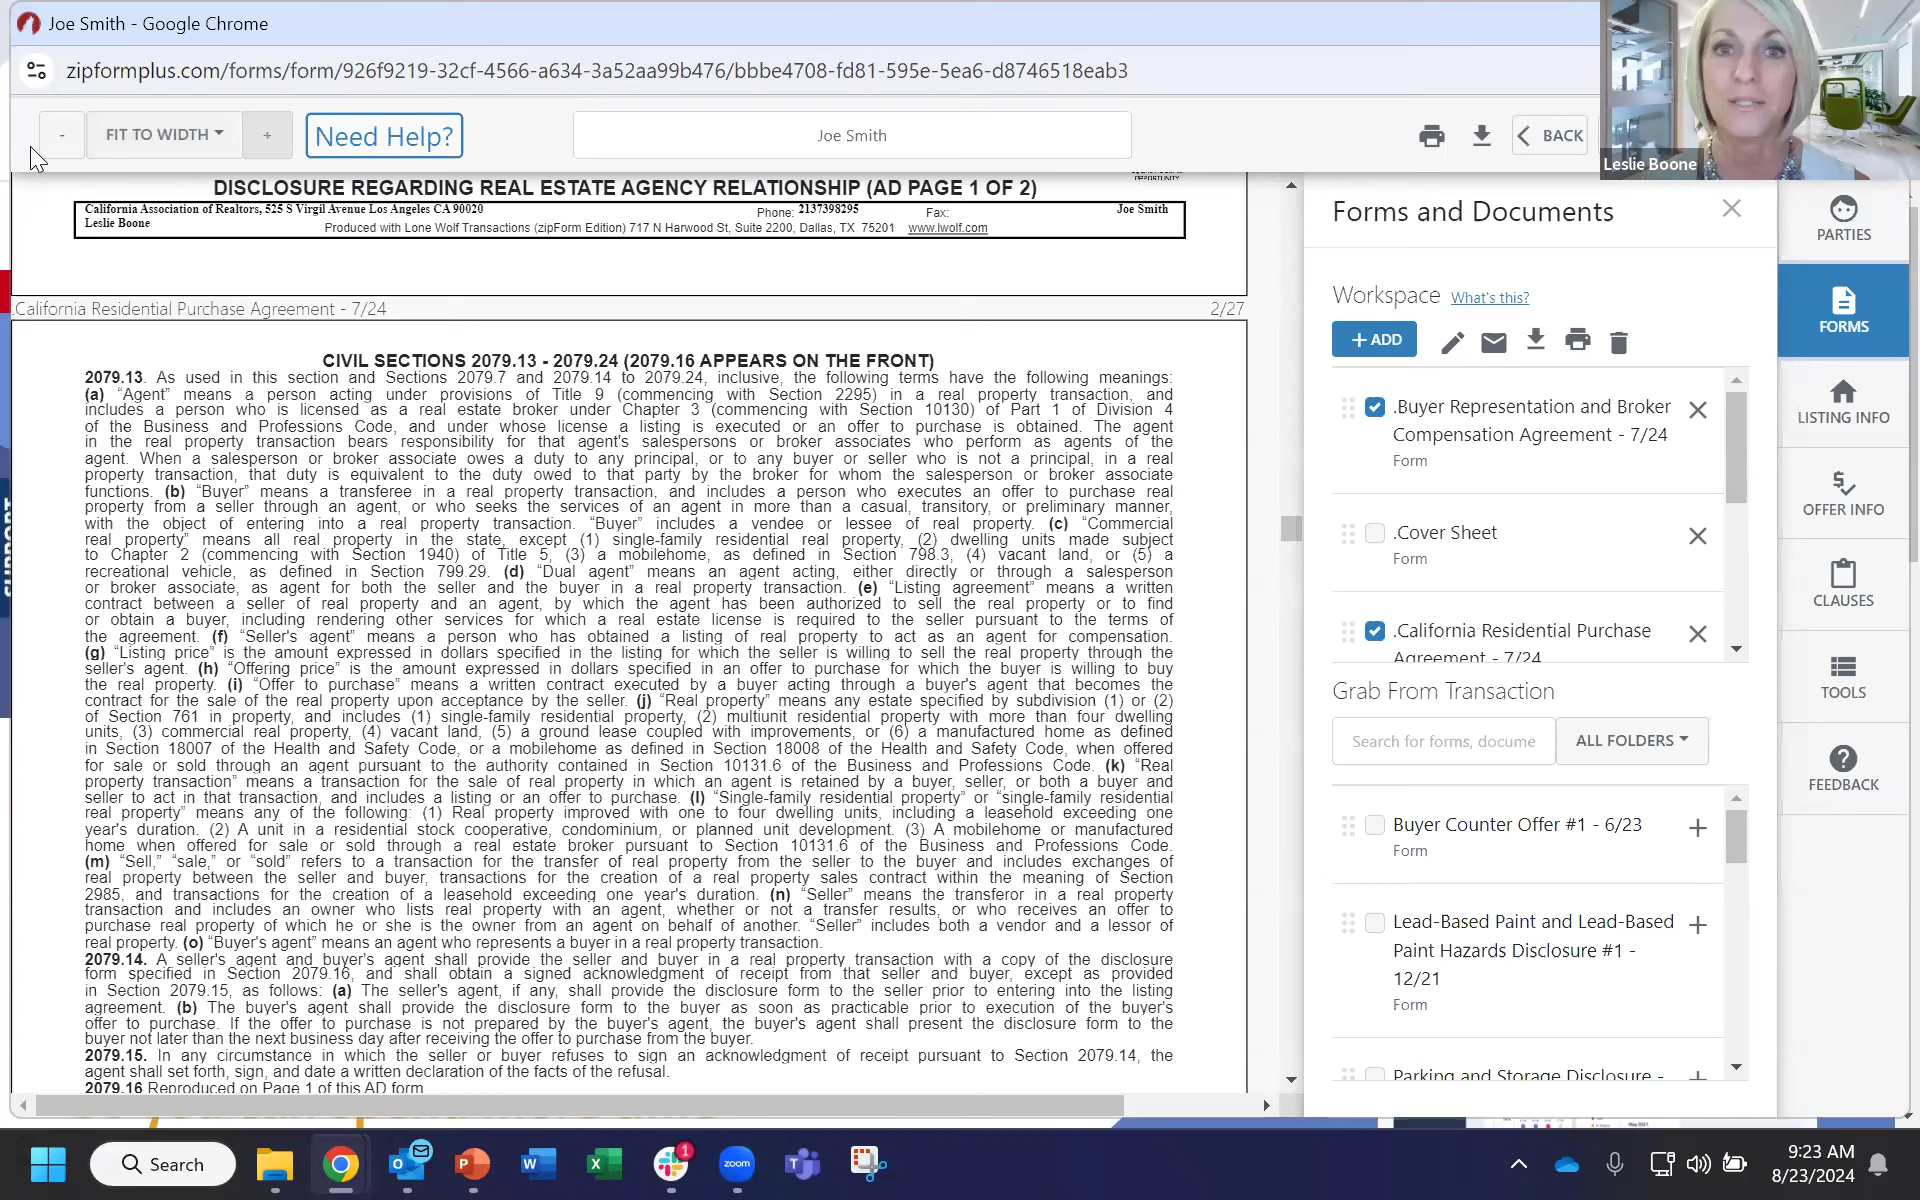 Joe Smith - Google Chrome
zipformplus.com/forms/form/926f9219-32cf-4566-a634-3a52aa99b476/bbbe4708-fd81-595e-5ea6-d8746518eab3
-
FIT TO WIDTH
+
Need Help?
Joe Smith
BACK
Leslie Boone
DISCLOSURE REGARDING REAL ESTATE AGENCY RELATIONSHIP (AD PAGE 1 OF 2)
California Association of Realtors, 525 S Virgil Avenue Los Angeles CA 90020 Phone: 2137398295 Fax: Joe Smith
Leslie Boone Produced with Lone Wolf Transactions (zipForm Edition) 717 N Harwood St, Suite 2200, Dallas, TX 75201 www.lwolf.com
.California Residential Purchase Agreement - 7/24 2/27
CIVIL SECTIONS 2079.13 - 2079.24 (2079.16 APPEARS ON THE FRONT)
2079.13. As used in this section and Sections 2079.7 and 2079.14 to 2079.24, inclusive, the following terms have the following meanings:
(a) “Agent” means a person acting under provisions of Title 9 (commencing with Section 2295) in a real property transaction, and
includes a person who is licensed as a real estate broker under Chapter 3 (commencing with Section 10130) of Part 1 of Division 4
of the Business and Professions Code, and under whose license a listing is executed or an offer to purchase is obtained. The agent
in the real property transaction bears responsibility for that agent's salespersons or broker associates who perform as agents of the
agent. When a salesperson or broker associate owes a duty to any principal, or to any buyer or seller who is not a principal, in a real
property transaction, that duty is equivalent to the duty owed to that party by the broker for whom the salesperson or broker associate
functions. (b) “Buyer” means a transferee in a real property transaction, and includes a person who executes an offer to purchase real
property from a seller through an agent, or who seeks the services of an agent in more than a casual, transitory, or preliminary manner,
with the object of entering into a real property transaction. “Buyer” includes a vendee or lessee of real property. (c) “Commercial
real property” means all real property in the state, except (1) single-family residential real property, (2) dwelling units made subject
to Chapter 2 (commencing with Section 1940) of Title 5, (3) a mobilehome, as defined in Section 798.3, (4) vacant land, or (5) a
recreational vehicle, as defined in Section 799.29. (d) “Dual agent” means an agent acting, either directly or through a salesperson
or broker associate, as agent for both the seller and the buyer in a real property transaction. (e) “Listing agreement” means a written
contract between a seller of real property and an agent, by which the agent has been authorized to sell the real property or to find
or obtain a buyer, including rendering other services for which a real estate license is required to the seller pursuant to the terms of
the agreement. (f) “Seller's agent” means a person who has obtained a listing of real property to act as an agent for compensation.
(g) “Listing price” is the amount expressed in dollars specified in the listing for which the seller is willing to sell the real property through the
seller's agent. (h) “Offering price” is the amount expressed in dollars specified in an offer to purchase for which the buyer is willing to buy
the real property. (i) “Offer to purchase” means a written contract executed by a buyer acting through a buyer's agent that becomes the
contract for the sale of the real property upon acceptance by the seller. (j) “Real property” means any estate specified by subdivision (1) or (2)
of Section 761 in property, and includes (1) single-family residential property, (2) multiunit residential property with more than four dwelling
units, (3) commercial real property, (4) vacant land, (5) a ground lease coupled with improvements, or (6) a manufactured home as defined
in Section 18007 of the Health and Safety Code, or a mobilehome as defined in Section 18008 of the Health and Safety Code, when offered
for sale or sold through an agent pursuant to the authority contained in Section 10131.6 of the Business and Professions Code. (k) “Real
property transaction” means a transaction for the sale of real property in which an agent is retained by a buyer, seller, or both a buyer and
seller to act in that transaction, and includes a listing or an offer to purchase. (l) “Single-family residential property” or “single-family residential
real property” means any of the following: (1) Real property improved with one to four dwelling units, including a leasehold exceeding one
year's duration. (2) A unit in a residential stock cooperative, condominium, or planned unit development. (3) A mobilehome or manufactured
home when offered for sale or sold through a real estate broker pursuant to Section 10131.6 of the Business and Professions Code.
(m) “Sell,” “sale,” or “sold” refers to a transaction for the transfer of real property from the seller to the buyer and includes exchanges of
real property between the seller and buyer, transactions for the creation of a real property sales contract within the meaning of Section
2985, and transactions for the creation of a leasehold exceeding one year's duration. (n) “Seller” means the transferor in a real property
transaction and includes an owner who lists real property with an agent, whether or not a transfer results, or who receives an offer to
purchase real property of which he or she is the owner from an agent on behalf of another. “Seller” includes both a vendor and a lessor of
real property. (o) “Buyer's agent” means an agent who represents a buyer in a real property transaction.
2079.14. A seller's agent and buyer's agent shall provide the seller and buyer in a real property transaction with a copy of the disclosure
form specified in Section 2079.16, and shall obtain a signed acknowledgment of receipt from that seller and buyer, except as provided
in Section 2079.15, as follows: (a) The seller's agent, if any, shall provide the disclosure form to the seller prior to entering into the listing
agreement. (b) The buyer's agent shall provide the disclosure form to the buyer as soon as practicable prior to execution of the buyer's
offer to purchase. If the offer to purchase is not prepared by the buyer's agent, the buyer's agent shall present the disclosure form to the
buyer not later than the next business day after receiving the offer to purchase from the buyer.
2079.15. In any circumstance in which the seller or buyer refuses to sign an acknowledgment of receipt pursuant to Section 2079.14, the
agent shall set forth, sign, and date a written declaration of the facts of the refusal.
2079.16 Reproduced on Page 1 of this AD form
Forms and Documents
Workspace What's this?
+ ADD
.Buyer Representation and Broker
Compensation Agreement - 7/24
Form
.Cover Sheet
Form
.California Residential Purchase
Agreement - 7/24
Grab From Transaction
Search for forms, docume
ALL FOLDERS
Buyer Counter Offer #1 - 6/23
Form
Lead-Based Paint and Lead-Based
Paint Hazards Disclosure #1 -
12/21
Form
Parking and Storage Disclosure -
PARTIES
FORMS
LISTING INFO
OFFER INFO
CLAUSES
TOOLS
FEEDBACK
SUPPORT
Search
1
zoom
9:23 AM
8/23/2024